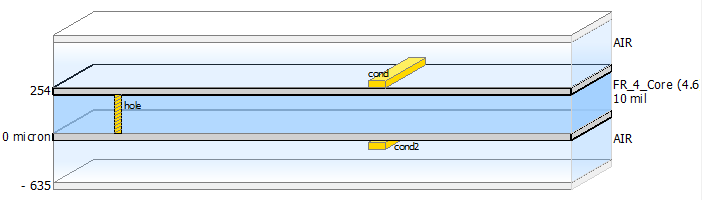 AIR
cond
254
FR_4_Core (4.6
10 mil
hole
0 micron
AIR
cond2
- 635